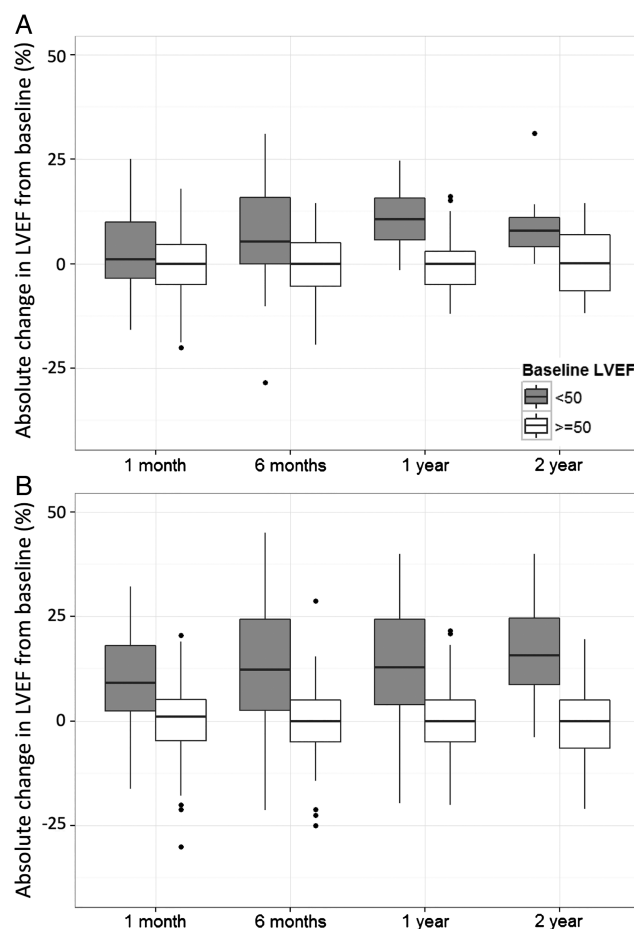 A
Absolute change in LVEF from baseline (%)
50
25
0
-25
Baseline LVEF
<50
>=50
1 month 6 months 1 year 2 year
B
Absolute change in LVEF from baseline (%)
50
25
0
-25
1 month 6 months 1 year 2 year